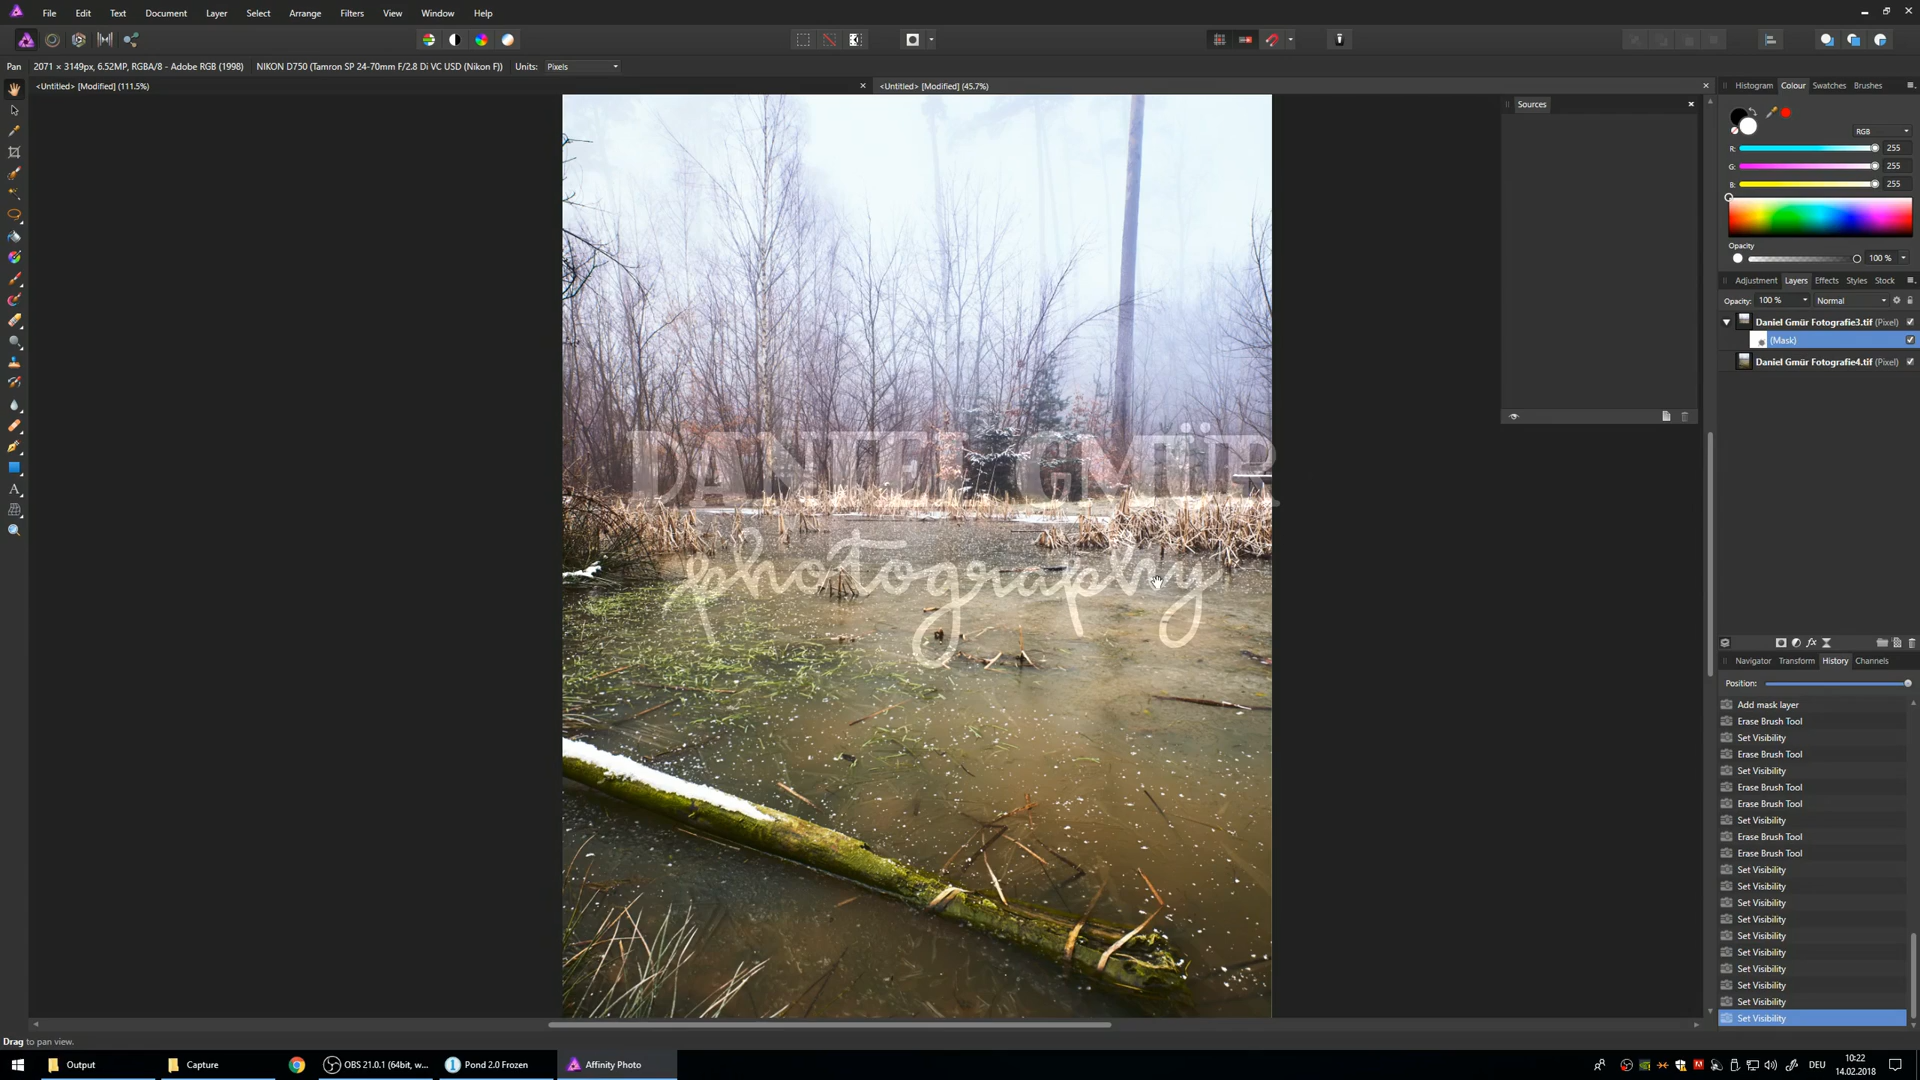 File Edit Text Document Layer Select Arrange Filters View Window Help
Pan 2071 × 3149px, 6.52MP, RGBA/8 - Adobe RGB (1998) NIKON D750 (Tamron SP 24-70mm F/2.8 Di VC USD (Nikon F)) Units: Pixels
<Untitled> [Modified] (111.5%) <Untitled> [Modified] (45.7%)
Sources
Histogram Colour Swatches Brushes
RGB
R: 255
G: 255
B: 255
Opacity
100 %
Adjustment Layers Effects Styles Stock
Opacity: 100 % Normal
Daniel Gmür Fotografie3.tif (Pixel)
(Mask)
Daniel Gmür Fotografie4.tif (Pixel)
DANIEL GMÜR
photography
Navigator Transform History Channels
Position:
Add mask layer
Erase Brush Tool
Set Visibility
Erase Brush Tool
Set Visibility
Erase Brush Tool
Erase Brush Tool
Set Visibility
Erase Brush Tool
Erase Brush Tool
Set Visibility
Set Visibility
Set Visibility
Set Visibility
Set Visibility
Set Visibility
Set Visibility
Set Visibility
Set Visibility
Set Visibility
Drag to pan view.
Output Capture OBS 21.0.1 (64bit, w... Pond 2.0 Frozen Affinity Photo
DEU 10:22
14.02.2018